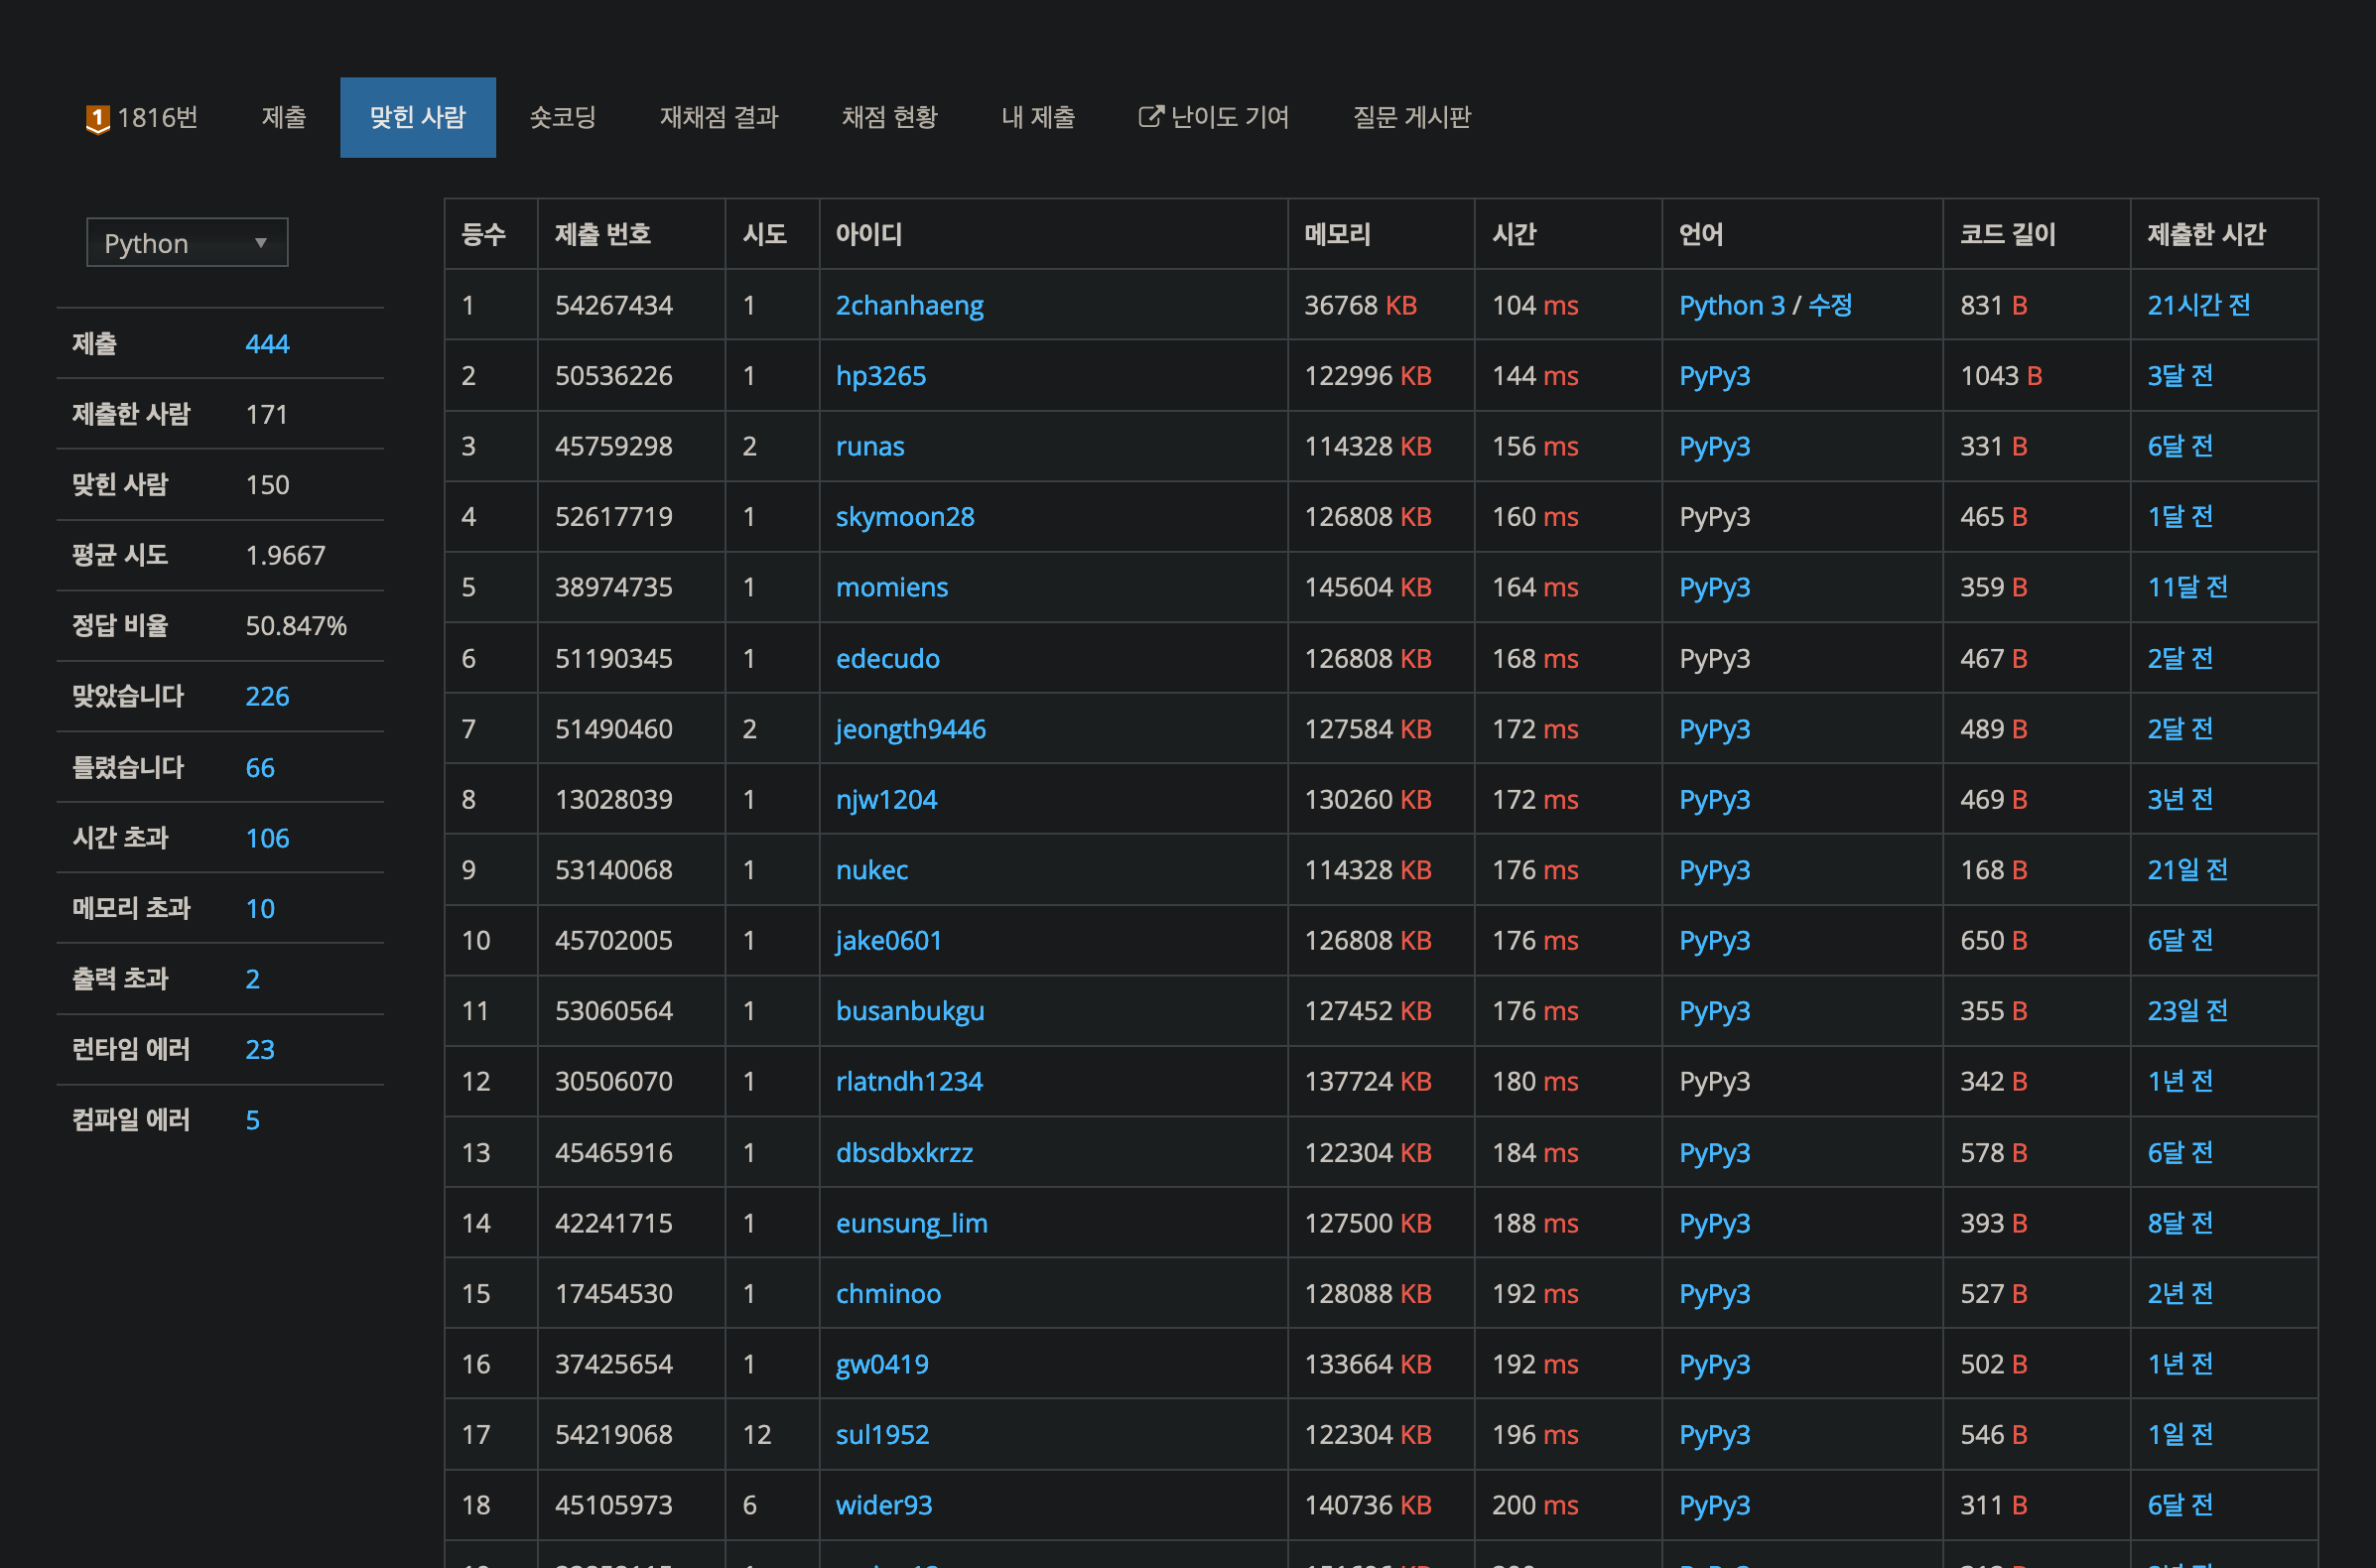 1 1816번 제출 맞힌 사람 숏코딩 재채점 결과 채점 현황 내 제출 난이도 기여 질문 게시판
Python
제출 444
제출한 사람 171
맞힌 사람 150
평균 시도 1.9667
정답 비율 50.847%
맞았습니다 226
틀렸습니다 66
시간 초과 106
메모리 초과 10
출력 초과 2
런타임 에러 23
컴파일 에러 5
등수 제출 번호 시도 아이디 메모리 시간 언어 코드 길이 제출한 시간
1 54267434 1 2chanhaeng 36768 KB 104 ms Python 3 / 수정 831 B 21시간 전
2 50536226 1 hp3265 122996 KB 144 ms PyPy3 1043 B 3달 전
3 45759298 2 runas 114328 KB 156 ms PyPy3 331 B 6달 전
4 52617719 1 skymoon28 126808 KB 160 ms PyPy3 465 B 1달 전
5 38974735 1 momiens 145604 KB 164 ms PyPy3 359 B 11달 전
6 51190345 1 edecudo 126808 KB 168 ms PyPy3 467 B 2달 전
7 51490460 2 jeongth9446 127584 KB 172 ms PyPy3 489 B 2달 전
8 13028039 1 njw1204 130260 KB 172 ms PyPy3 469 B 3년 전
9 53140068 1 nukec 114328 KB 176 ms PyPy3 168 B 21일 전
10 45702005 1 jake0601 126808 KB 176 ms PyPy3 650 B 6달 전
11 53060564 1 busanbukgu 127452 KB 176 ms PyPy3 355 B 23일 전
12 30506070 1 rlatndh1234 137724 KB 180 ms PyPy3 342 B 1년 전
13 45465916 1 dbsdbxkrzz 122304 KB 184 ms PyPy3 578 B 6달 전
14 42241715 1 eunsung_lim 127500 KB 188 ms PyPy3 393 B 8달 전
15 17454530 1 chminoo 128088 KB 192 ms PyPy3 527 B 2년 전
16 37425654 1 gw0419 133664 KB 192 ms PyPy3 502 B 1년 전
17 54219068 12 sul1952 122304 KB 196 ms PyPy3 546 B 1일 전
18 45105973 6 wider93 140736 KB 200 ms PyPy3 311 B 6달 전